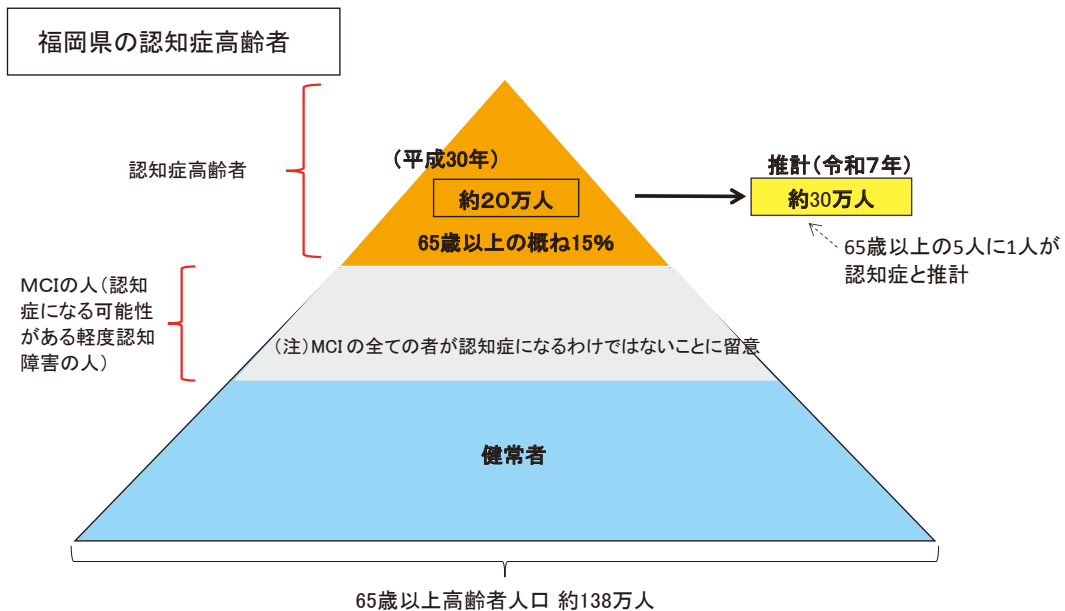 福岡県の認知症高齢者
認知症高齢者
(平成30年)
約20万人
65歳以上の概ね15%
推計(令和7年)
約30万人
65歳以上の5人に1人が
認知症と推計
MCIの人(認知
症になる可能性
がある軽度認知
障害の人)
(注)MCIの全ての者が認知症になるわけではないことに留意
健常者
65歳以上高齢者人口 約138万人